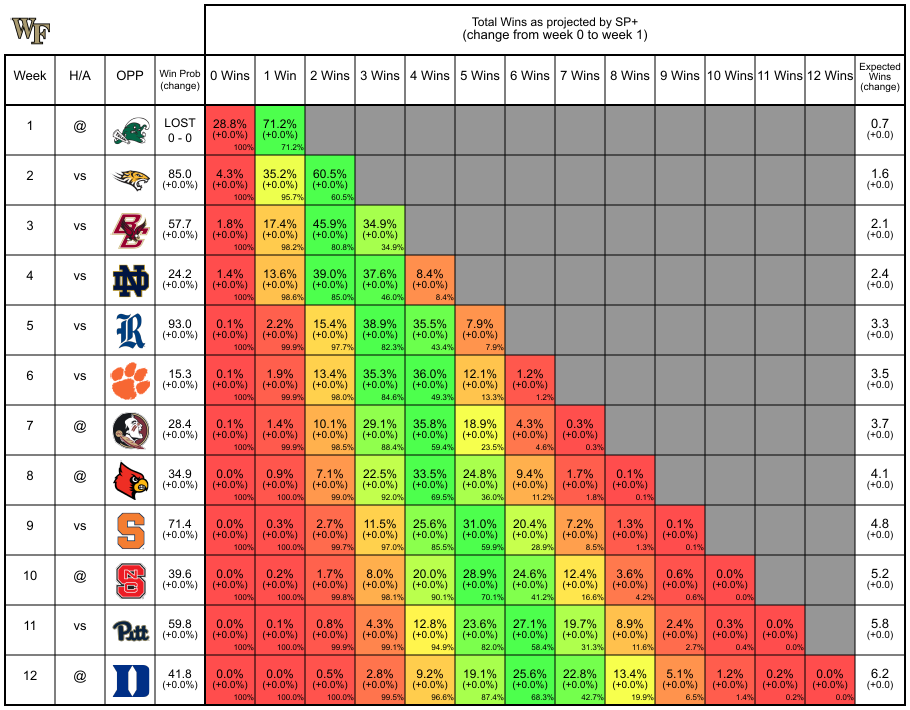 WF
Total Wins as projected by SP+
(change from week 0 to week 1)
Week H/A OPP Win Prob (change) 0 Wins 1 Win 2 Wins 3 Wins 4 Wins 5 Wins 6 Wins 7 Wins 8 Wins 9 Wins 10 Wins 11 Wins 12 Wins Expected Wins (change)
1 @ LOST 28.8% 71.2% 0.7
0 - 0 (+0.0%) (+0.0%) (+0.0)
100% 71.2%
2 vs 85.0 4.3% 35.2% 60.5% 1.6
(+0.0%) (+0.0%) (+0.0%) (+0.0%) (+0.0)
100% 95.7% 60.5%
3 vs BC 57.7 1.8% 17.4% 45.9% 34.9% 2.1
(+0.0%) (+0.0%) (+0.0%) (+0.0%) (+0.0%) (+0.0)
100% 98.2% 80.8% 34.9%
4 vs ND 24.2 1.4% 13.6% 39.0% 37.6% 8.4% 2.4
(+0.0%) (+0.0%) (+0.0%) (+0.0%) (+0.0%) (+0.0%) (+0.0)
100% 98.6% 85.0% 46.0% 8.4%
5 vs R 93.0 0.1% 2.2% 15.4% 38.9% 35.5% 7.9% 3.3
(+0.0%) (+0.0%) (+0.0%) (+0.0%) (+0.0%) (+0.0%) (+0.0%) (+0.0)
100% 99.9% 97.7% 82.3% 43.4% 7.9%
6 vs 15.3 0.1% 1.9% 13.4% 35.3% 36.0% 12.1% 1.2% 3.5
(+0.0%) (+0.0%) (+0.0%) (+0.0%) (+0.0%) (+0.0%) (+0.0%) (+0.0%) (+0.0)
100% 99.9% 98.0% 84.6% 49.3% 13.3% 1.2%
7 @ 28.4 0.1% 1.4% 10.1% 29.1% 35.8% 18.9% 4.3% 0.3% 3.7
(+0.0%) (+0.0%) (+0.0%) (+0.0%) (+0.0%) (+0.0%) (+0.0%) (+0.0%) (+0.0%) (+0.0)
100% 99.9% 98.5% 88.4% 59.4% 23.5% 4.6% 0.3%
8 @ 34.9 0.0% 0.9% 7.1% 22.5% 33.5% 24.8% 9.4% 1.7% 0.1% 4.1
(+0.0%) (+0.0%) (+0.0%) (+0.0%) (+0.0%) (+0.0%) (+0.0%) (+0.0%) (+0.0%) (+0.0%) (+0.0)
100% 100.0% 99.0% 92.0% 69.5% 36.0% 11.2% 1.8% 0.1%
9 vs S 71.4 0.0% 0.3% 2.7% 11.5% 25.6% 31.0% 20.4% 7.2% 1.3% 0.1% 4.8
(+0.0%) (+0.0%) (+0.0%) (+0.0%) (+0.0%) (+0.0%) (+0.0%) (+0.0%) (+0.0%) (+0.0%) (+0.0%) (+0.0)
100% 100.0% 99.7% 97.0% 85.5% 59.9% 28.9% 8.5% 1.3% 0.1%
10 @ NCS 39.6 0.0% 0.2% 1.7% 8.0% 20.0% 28.9% 24.6% 12.4% 3.6% 0.6% 0.0% 5.2
(+0.0%) (+0.0%) (+0.0%) (+0.0%) (+0.0%) (+0.0%) (+0.0%) (+0.0%) (+0.0%) (+0.0%) (+0.0%) (+0.0%) (+0.0)
100% 100.0% 99.8% 98.1% 90.1% 70.1% 41.2% 16.6% 4.2% 0.6% 0.0%
11 vs Pitt 59.8 0.0% 0.1% 0.8% 4.3% 12.8% 23.6% 27.1% 19.7% 8.9% 2.4% 0.3% 0.0% 5.8
(+0.0%) (+0.0%) (+0.0%) (+0.0%) (+0.0%) (+0.0%) (+0.0%) (+0.0%) (+0.0%) (+0.0%) (+0.0%) (+0.0%) (+0.0%) (+0.0)
100% 100.0% 99.9% 99.1% 94.9% 82.0% 58.4% 31.3% 11.6% 2.7% 0.4% 0.0%
12 @ D 41.8 0.0% 0.0% 0.5% 2.8% 9.2% 19.1% 25.6% 22.8% 13.4% 5.1% 1.2% 0.2% 0.0% 6.2
(+0.0%) (+0.0%) (+0.0%) (+0.0%) (+0.0%) (+0.0%) (+0.0%) (+0.0%) (+0.0%) (+0.0%) (+0.0%) (+0.0%) (+0.0%) (+0.0%) (+0.0)
100% 100.0% 100.0% 99.5% 96.6% 87.4% 68.3% 42.7% 19.9% 6.5% 1.4% 0.2% 0.0%